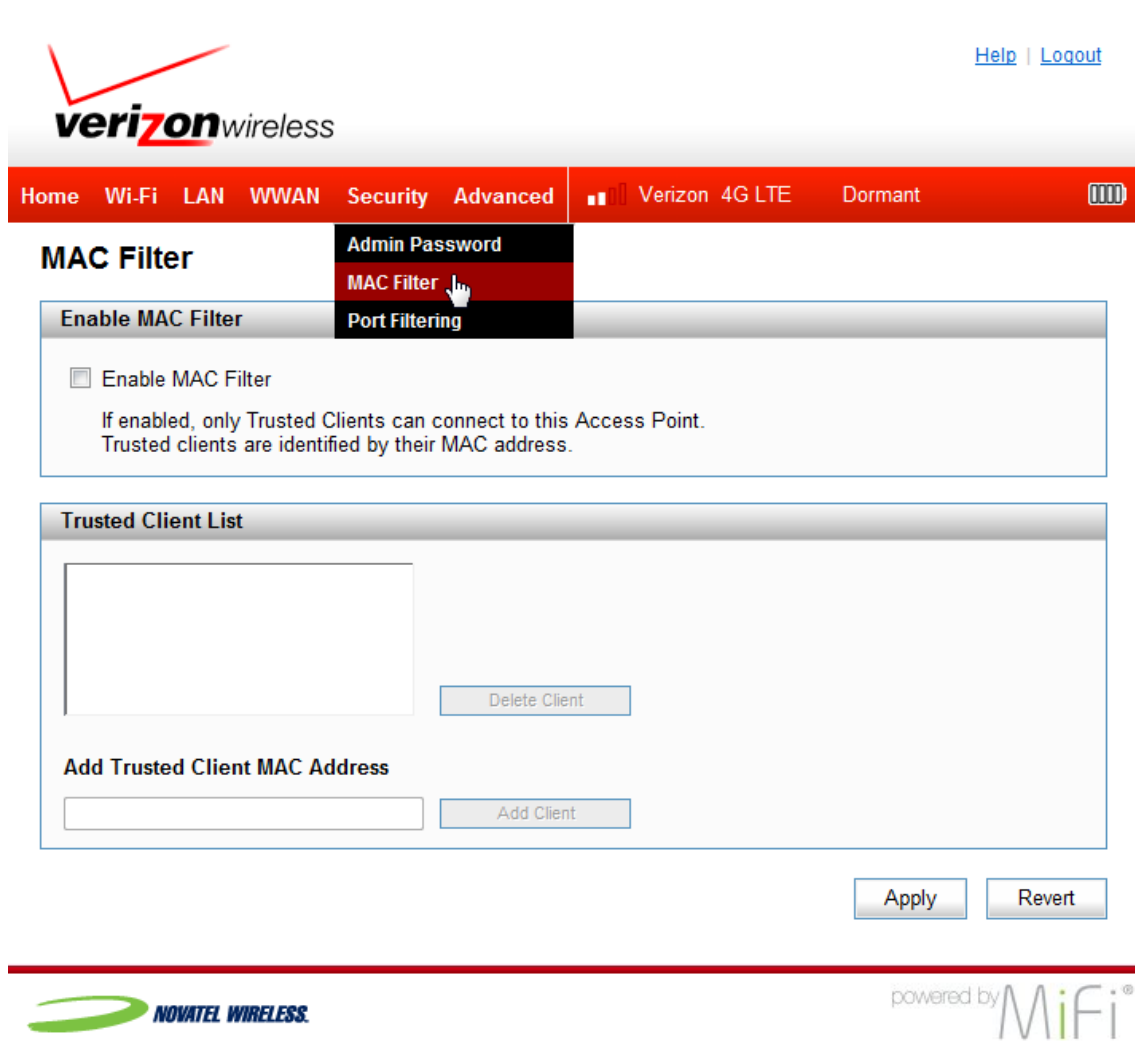 Help | Logout
verizonwireless
Home Wi-Fi LAN WWAN Security Advanced Verizon 4G LTE Dormant
Admin Password
MAC Filter
Port Filtering
MAC Filter
Enable MAC Filter
Enable MAC Filter
If enabled, only Trusted Clients can connect to this Access Point.
Trusted clients are identified by their MAC address.
Trusted Client List
Delete Client
Add Trusted Client MAC Address
Add Client
Apply Revert
NOVATEL WIRELESS.
powered by MiFi®